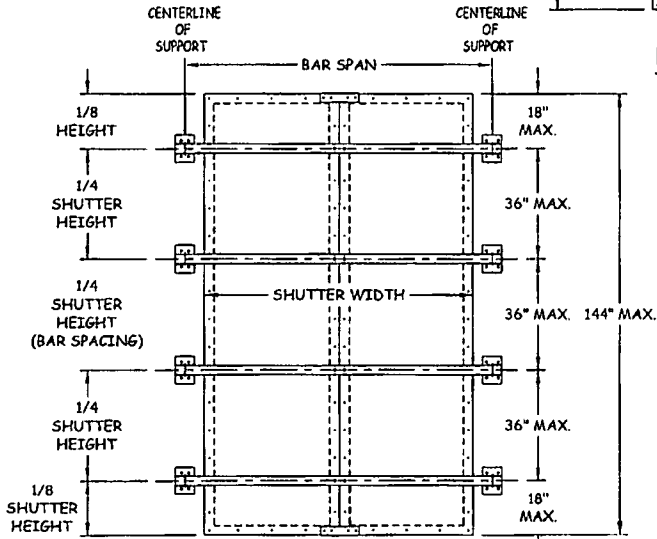 CENTERLINE
OF
SUPPORT
CENTERLINE
OF
SUPPORT
BAR SPAN
1/8
HEIGHT
18"
MAX.
1/4
SHUTTER
HEIGHT
36" MAX.
SHUTTER WIDTH
1/4
SHUTTER
HEIGHT
(BAR SPACING)
36" MAX.
144" MAX.
1/4
SHUTTER
HEIGHT
36" MAX.
1/8
SHUTTER
HEIGHT
18"
MAX.